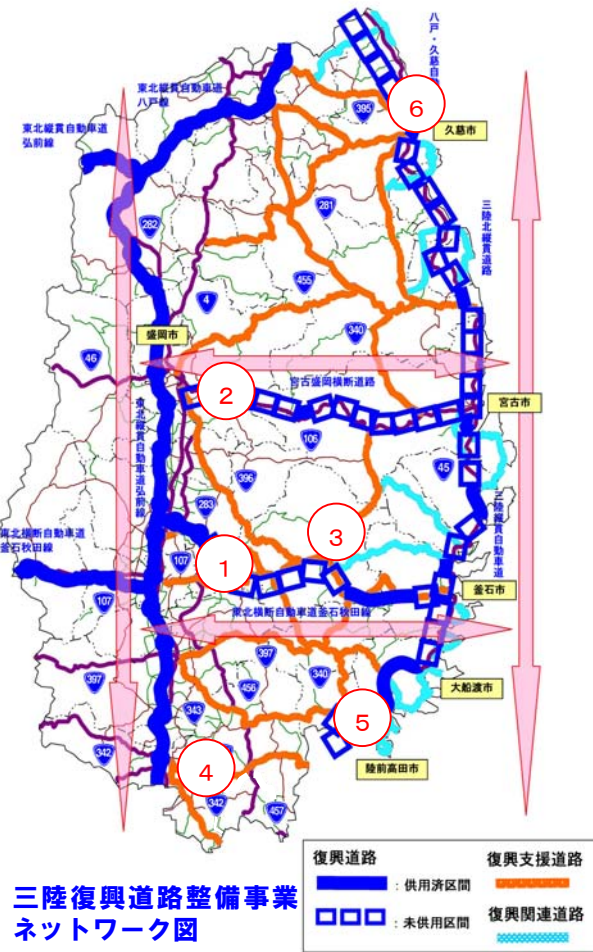 八戸・久慈自動
東北縦貫自動車道
八戸線
395
6
久慈市
東北縦貫自動車道
弘前線
三陸北縦貫道路
282
281
455
4
340
盛岡市
46
宮古盛岡横断道路
2
宮古市
106
東北縦貫自動車道弘前線
45
396
三陸縦貫自動車道
283
3
東北横断自動車道
釜石秋田線
107
1
釜石市
107
東北横断自動車道釜石秋田線
397
340
大船渡市
397
456
343
5
342
4
陸前高田市
342
457
三陸復興道路整備事業
ネットワーク図
復興道路
:供用済区間
:未供用区間
復興支援道路
復興関連道路